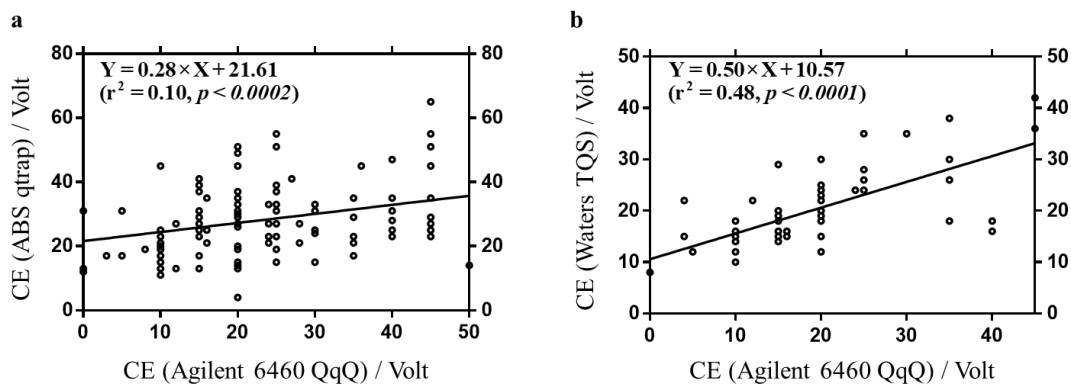 a
Y = 0.28 × X + 21.61
(r² = 0.10, p < 0.0002)
CE (ABS qtrap) / Volt
80
60
40
20
0
80
60
40
20
0
0 10 20 30 40 50
CE (Agilent 6460 QqQ) / Volt
b
Y = 0.50 × X + 10.57
(r² = 0.48, p < 0.0001)
CE (Waters TQS) / Volt
50
40
30
20
10
0
50
40
30
20
10
0
0 10 20 30 40
CE (Agilent 6460 QqQ) / Volt